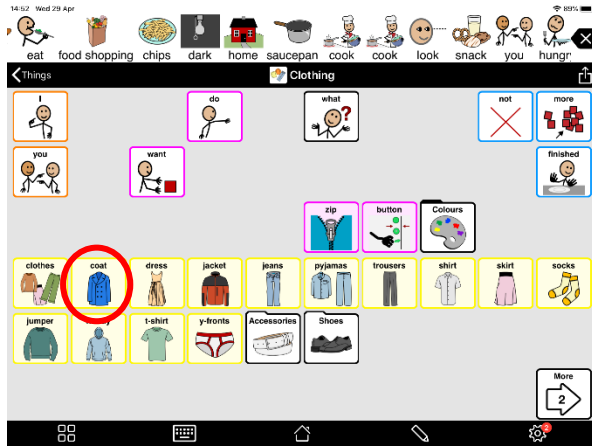 14:52 Wed 29 Apr 89%
eat food shopping chips dark home saucepan cook cook look snack you hungr
Things Clothing
I do what not more
you want finished
zip button Colours
clothes coat dress jacket jeans pyjamas trousers shirt skirt socks
jumper t-shirt y-fronts Accessories Shoes
More
2
2